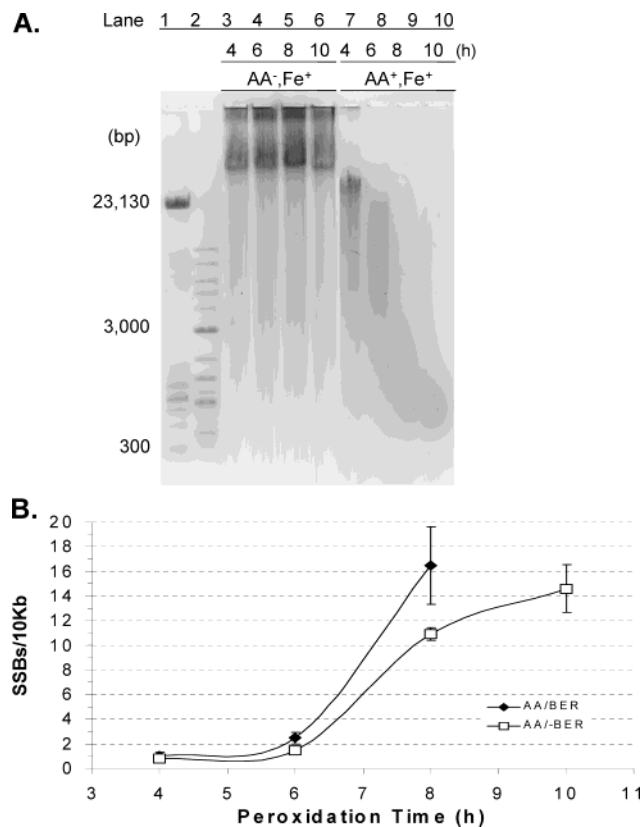 A.
Lane 1 2 3 4 5 6 7 8 9 10
4 6 8 10 4 6 8 10 (h)
AA⁻,Fe⁺ AA⁺,Fe⁺
(bp)
23,130
3,000
300
B.
20
18
16
14
12
10
8
6
4
2
0
SSBs/10Kb
AA/BER
AA/-BER
3 4 5 6 7 8 9 10 11
Peroxidation Time (h)